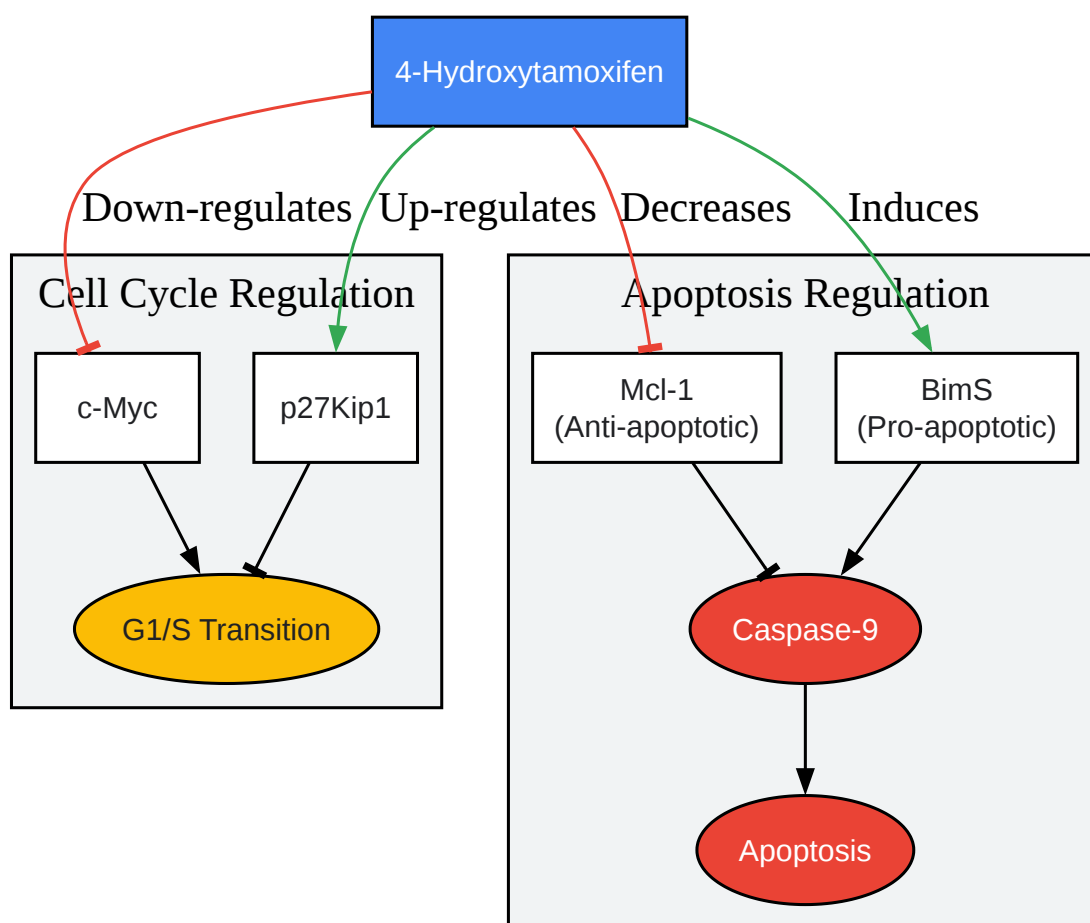 4-Hydroxytamoxifen
Down-regulates
Up-regulates
Decreases
Induces
Cell Cycle Regulation
c-Myc
p27Kip1
G1/S Transition
Apoptosis Regulation
Mcl-1
(Anti-apoptotic)
BimS
(Pro-apoptotic)
Caspase-9
Apoptosis